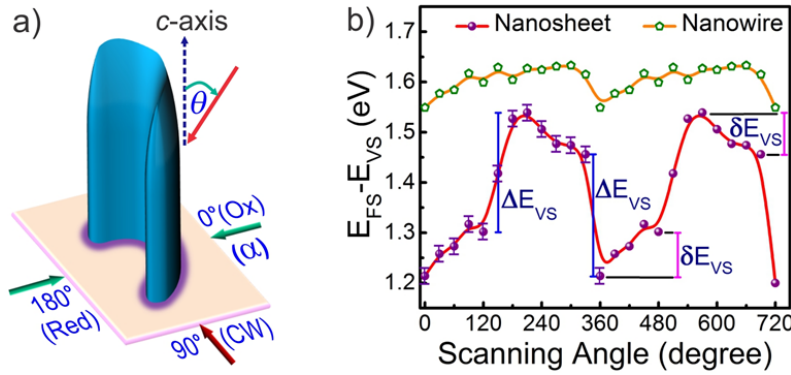 a)
c-axis
θ
0°(Ox)
(α)
180°
(Red)
90°(CW)
b)
Nanosheet
Nanowire
E_FS-E_VS (eV)
1.7
1.6
1.5
1.4
1.3
1.2
ΔE_VS
ΔE_VS
δE_VS
δE_VS
0 120 240 360 480 600 720
Scanning Angle (degree)